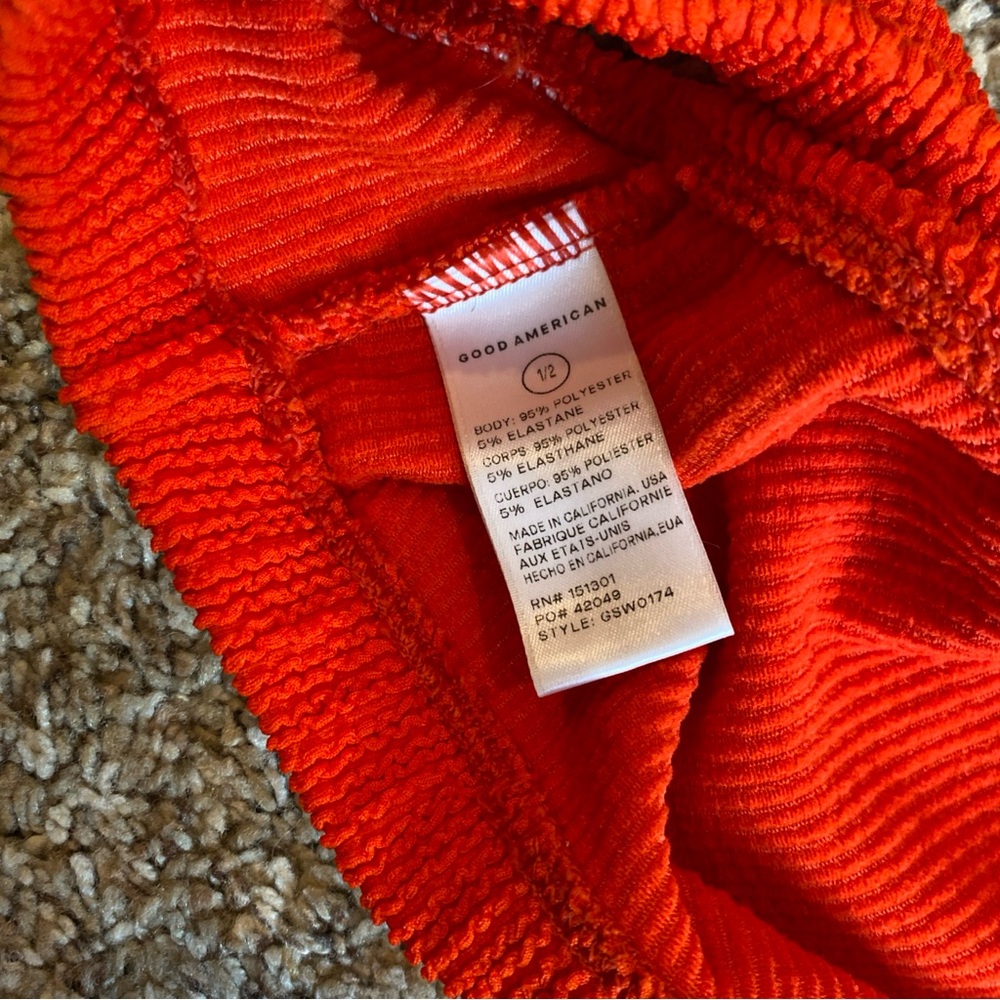 GOOD AMERICAN
1/2
BODY: 95% POLYESTER
5% ELASTANE
CORPS: 95% POLYESTER
5% ELASTHANE
CUERPO: 95% POLIESTER
5% ELASTANO
MADE IN CALIFORNIA, USA
FABRIQUE CALIFORNIE
AUX ETATS-UNIS
HECHO EN CALIFORNIA,EUA
RN# 151301
PO# 42049
STYLE: GSW0174